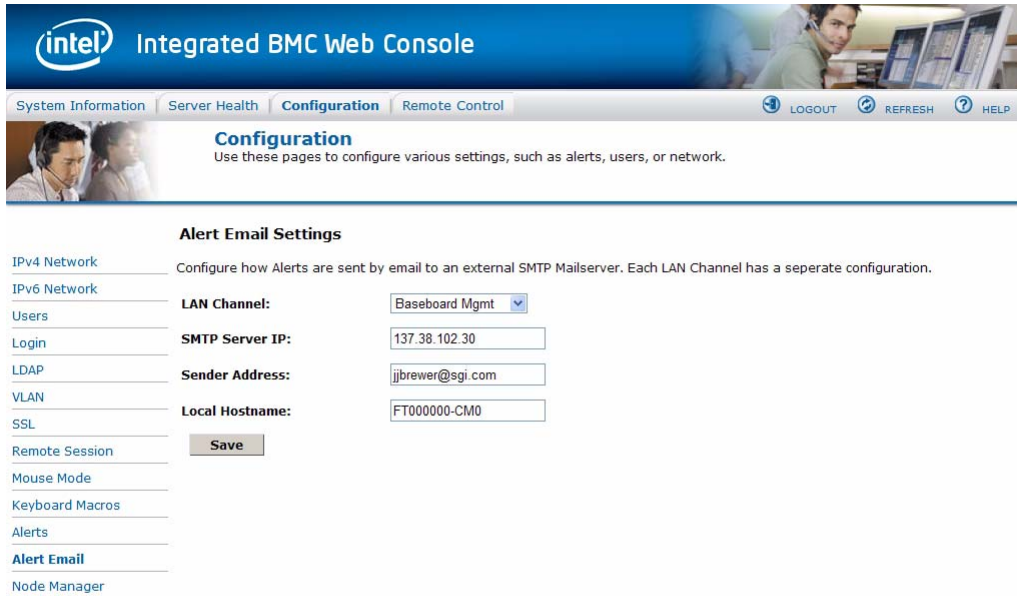 intel Integrated BMC Web Console
System Information Server Health Configuration Remote Control LOGOUT REFRESH ? HELP
Configuration
Use these pages to configure various settings, such as alerts, users, or network.
Alert Email Settings
Configure how Alerts are sent by email to an external SMTP Mailserver. Each LAN Channel has a seperate configuration.
IPv4 Network
IPv6 Network
Users
Login
LDAP
VLAN
SSL
Remote Session
Mouse Mode
Keyboard Macros
Alerts
Alert Email
Node Manager
LAN Channel: Baseboard Mgmt
SMTP Server IP: 137.38.102.30
Sender Address: jjbrewer@sgi.com
Local Hostname: FT000000-CM0
Save